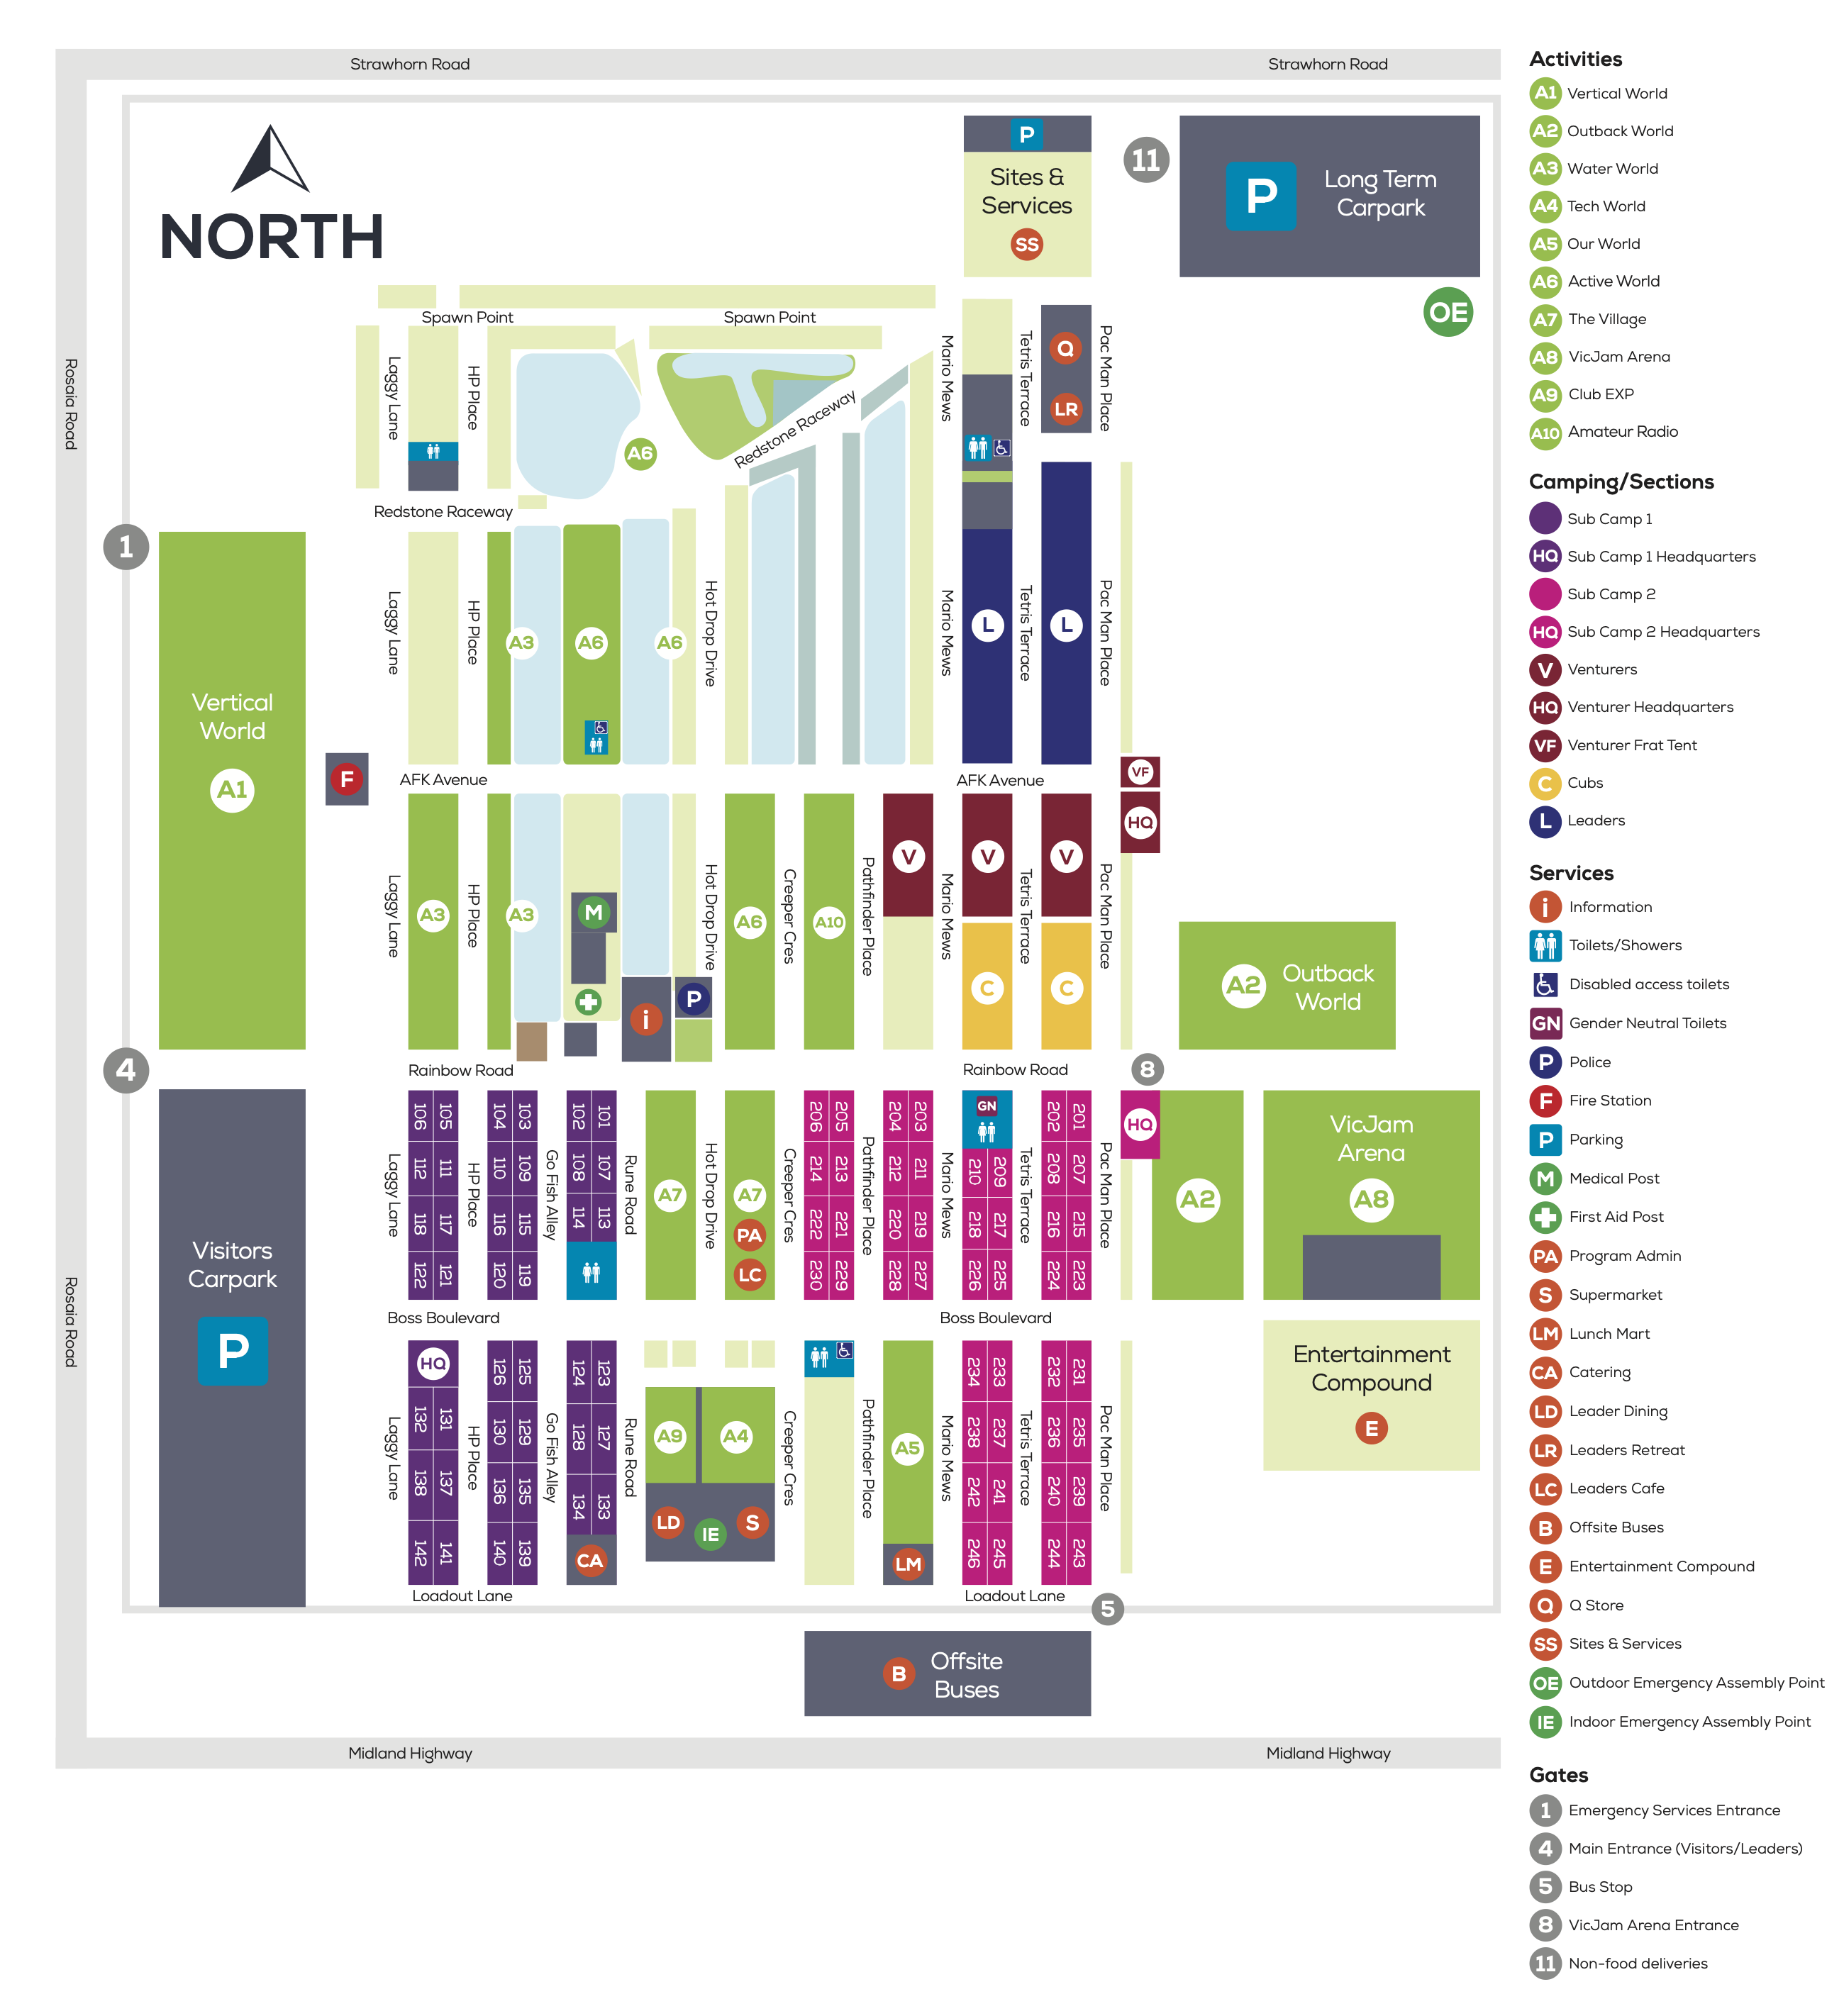 Strawhorn Road
Strawhorn Road
NORTH
P
Sites &
Services
SS
11
P
Long Term
Carpark
OE
Rosaia Road
Spawn Point
Spawn Point
Laggy Lane
HP Place
A6
Redstone Raceway
Mario Mews
Tetris Terrace
Q
LR
Pac Man Place
Redstone Raceway
1
Vertical
World
A1
F
Laggy Lane
HP Place
A3
A6
A6
Hot Drop Drive
Mario Mews
L
Tetris Terrace
L
Pac Man Place
AFK Avenue
AFK Avenue
VF
HQ
A3
Laggy Lane
HP Place
A3
M
i
P
Hot Drop Drive
A6
Creeper Cres
A10
Pathfinder Place
V
Mario Mews
V
Tetris Terrace
V
Pac Man Place
C
C
A2
Outback
World
4
Rainbow Road
Rainbow Road
8
Visitors
Carpark
P
Rosaia Road
106 105 104 103 102 101
112 111 110 109 108 107
118 117 116 115 114 113
122 121 120 119
Laggy Lane
HP Place
Go Fish Alley
Rune Road
A7
Hot Drop Drive
A7
PA
LC
Creeper Cres
206 205 204 203 GN 202 201
214 213 212 211 210 209 208 207
222 221 220 219 218 217 216 215
230 229 228 227 226 225 224 223
Pathfinder Place
Mario Mews
Tetris Terrace
Pac Man Place
HQ
A2
VicJam
Arena
A8
Boss Boulevard
Boss Boulevard
HQ 126 125 124 123
132 131 130 129 128 127
138 137 136 135 134 133
142 141 140 139 CA
Laggy Lane
HP Place
Go Fish Alley
Rune Road
A9
A4
LD
IE
S
Creeper Cres
Pathfinder Place
A5
LM
Mario Mews
234 233 232 231
238 237 236 235
242 241 240 239
246 245 244 243
Tetris Terrace
Pac Man Place
Entertainment
Compound
E
Loadout Lane
Loadout Lane
5
B
Offsite
Buses
Midland Highway
Midland Highway
Activities
A1 Vertical World
A2 Outback World
A3 Water World
A4 Tech World
A5 Our World
A6 Active World
A7 The Village
A8 VicJam Arena
A9 Club EXP
A10 Amateur Radio
Camping/Sections
Sub Camp 1
HQ Sub Camp 1 Headquarters
Sub Camp 2
HQ Sub Camp 2 Headquarters
V Venturers
HQ Venturer Headquarters
VF Venturer Frat Tent
C Cubs
L Leaders
Services
i Information
Toilets/Showers
Disabled access toilets
GN Gender Neutral Toilets
P Police
F Fire Station
P Parking
M Medical Post
First Aid Post
PA Program Admin
S Supermarket
LM Lunch Mart
CA Catering
LD Leader Dining
LR Leaders Retreat
LC Leaders Cafe
B Offsite Buses
E Entertainment Compound
Q Q Store
SS Sites & Services
OE Outdoor Emergency Assembly Point
IE Indoor Emergency Assembly Point
Gates
1 Emergency Services Entrance
4 Main Entrance (Visitors/Leaders)
5 Bus Stop
8 VicJam Arena Entrance
11 Non-food deliveries